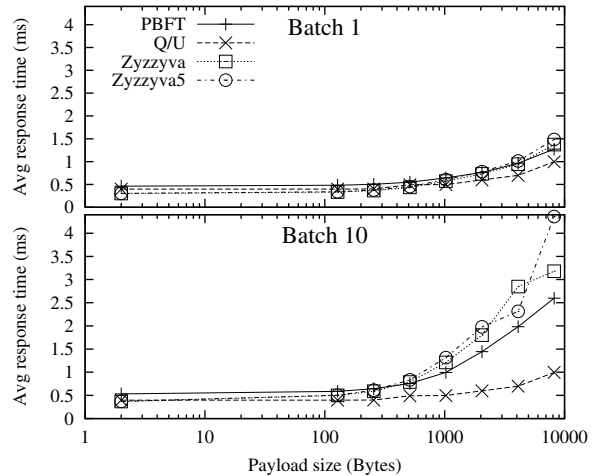 4
3.5
3
2.5
2
1.5
1
0.5
0
Avg response time (ms)
PBFT
Q/U
Zyzzyva
Zyzzyva5
Batch 1
4
3.5
3
2.5
2
1.5
1
0.5
0
Avg response time (ms)
Batch 10
1 10 100 1000 10000
Payload size (Bytes)